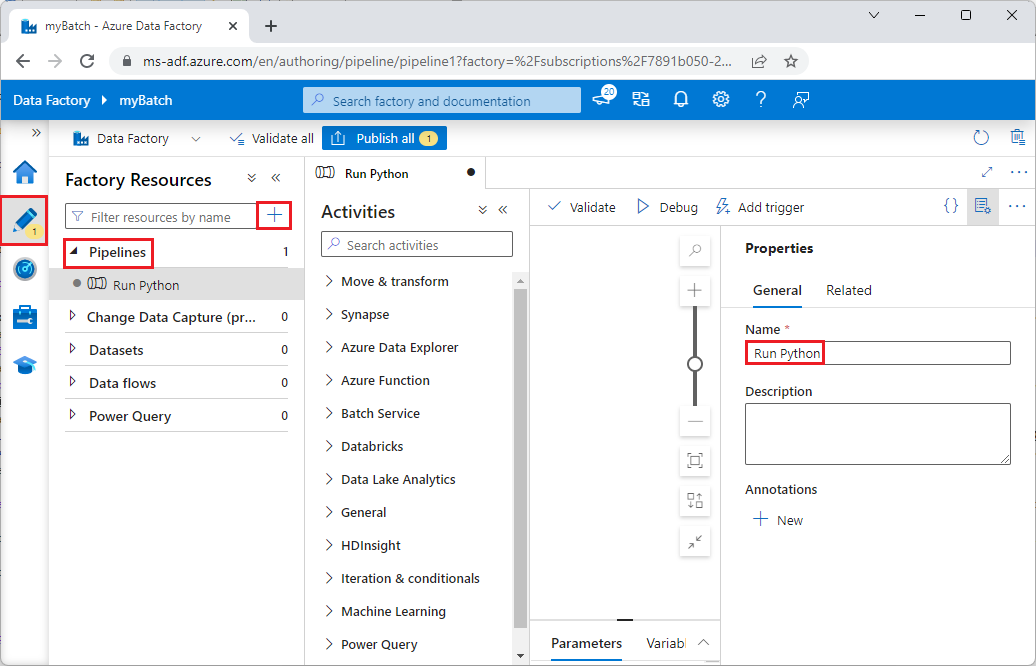 myBatch - Azure Data Factory
ms-adf.azure.com/en/authoring/pipeline/pipeline1?factory=%2Fsubscriptions%2F7891b050-2...
Data Factory myBatch
Search factory and documentation
20
Data Factory
Validate all
Publish all 1
Factory Resources
Filter resources by name
1
Pipelines 1
Run Python
Change Data Capture (pr... 0
Datasets 0
Data flows 0
Power Query 0
Run Python
Activities
Search activities
Move & transform
Synapse
Azure Data Explorer
Azure Function
Batch Service
Databricks
Data Lake Analytics
General
HDInsight
Iteration & conditionals
Machine Learning
Power Query
Validate Debug Add trigger
Parameters Variabl
Properties
General Related
Name *
Run Python
Description
Annotations
New